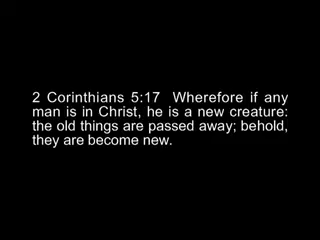 2 Corinthians 5:17  Wherefore if any
man is in Christ, he is a new creature:
the old things are passed away; behold,
they are become new.